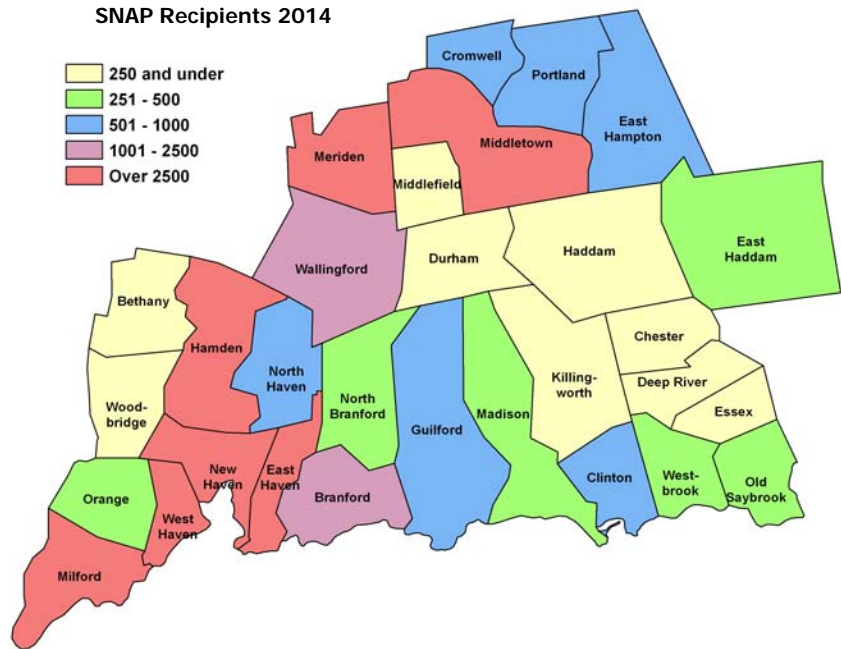 SNAP Recipients 2014
250 and under
251 - 500
501 - 1000
1001 - 2500
Over 2500
Cromwell
Portland
East
Hampton
Meriden
Middletown
Middlefield
Wallingford
Durham
Haddam
East
Haddam
Bethany
Hamden
North
Haven
North
Branford
Guilford
Madison
Killing-
worth
Chester
Deep River
Essex
Wood-
bridge
Orange
New
Haven
East
Haven
West
Haven
Branford
Clinton
West-
brook
Old
Saybrook
Milford